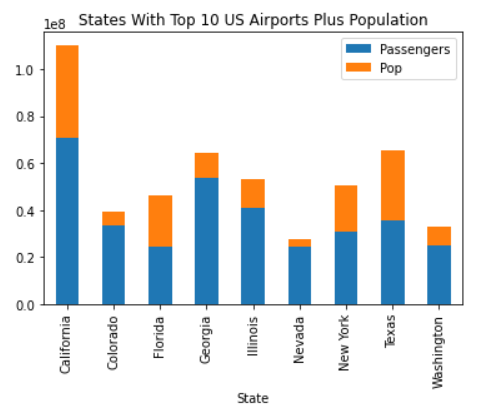 States With Top 10 US Airports Plus Population
1e8
Passengers
Pop
1.0
0.8
0.6
0.4
0.2
0.0
California
Colorado
Florida
Georgia
Illinois
Nevada
New York
Texas
Washington
State